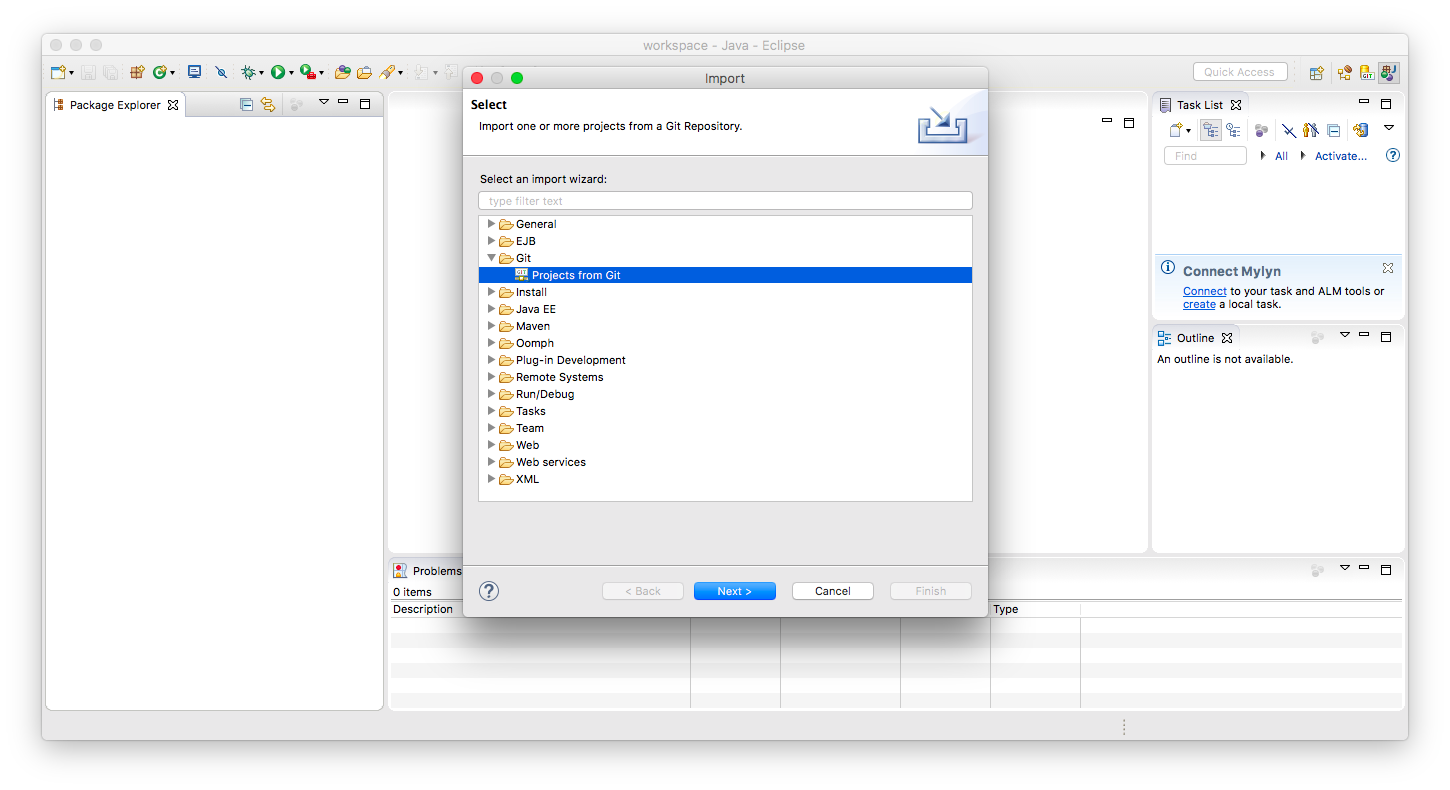 workspace - Java - Eclipse
Quick Access
GIT
Package Explorer
Import
Select
Import one or more projects from a Git Repository.
Select an import wizard:
type filter text
General
EJB
Git
GIT
Projects from Git
Install
Java EE
Maven
Oomph
Plug-in Development
Remote Systems
Run/Debug
Tasks
Team
Web
Web services
XML
?
< Back
Next >
Cancel
Finish
Task List
Find
All
Activate...
?
Connect Mylyn
Connect to your task and ALM tools or
create a local task.
Outline
An outline is not available.
Problems
0 items
Description
Type